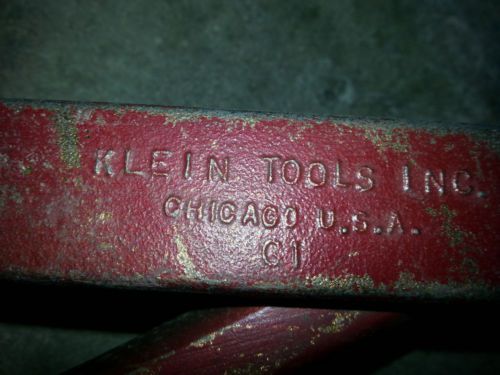 KLEIN TOOLS INC.
CHICAGO U.S.A.
C1